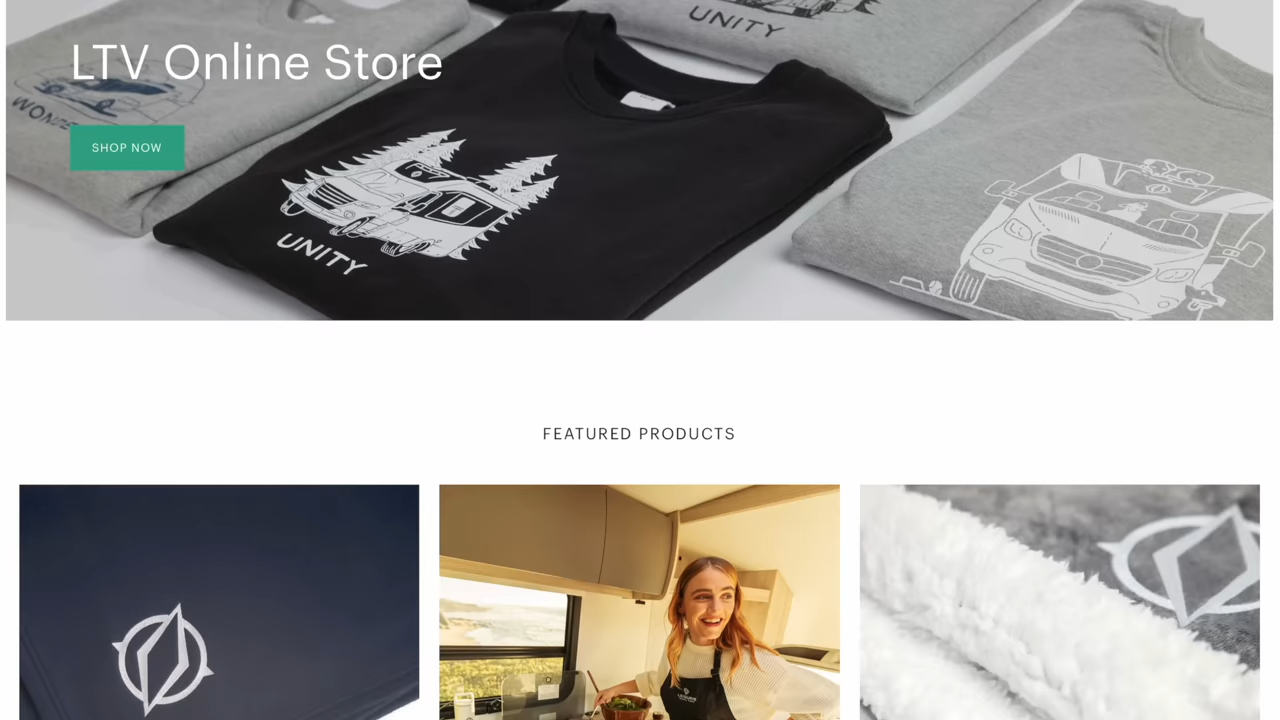 UNITY
LTV Online Store
SHOP NOW
UNITY
FEATURED PRODUCTS